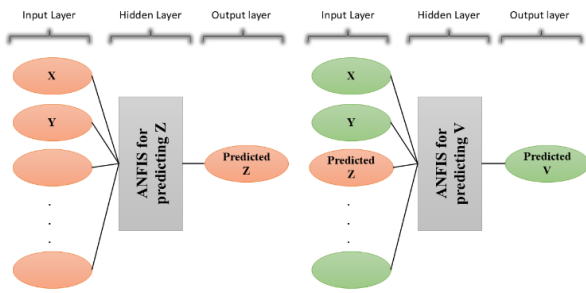 Input Layer
Hidden Layer
Output layer
X
Y
ANFIS for
predicting Z
Predicted
Z
.
.
.
Input Layer
Hidden Layer
Output layer
X
Y
Predicted
Z
ANFIS for
predicting V
Predicted
V
.
.
.